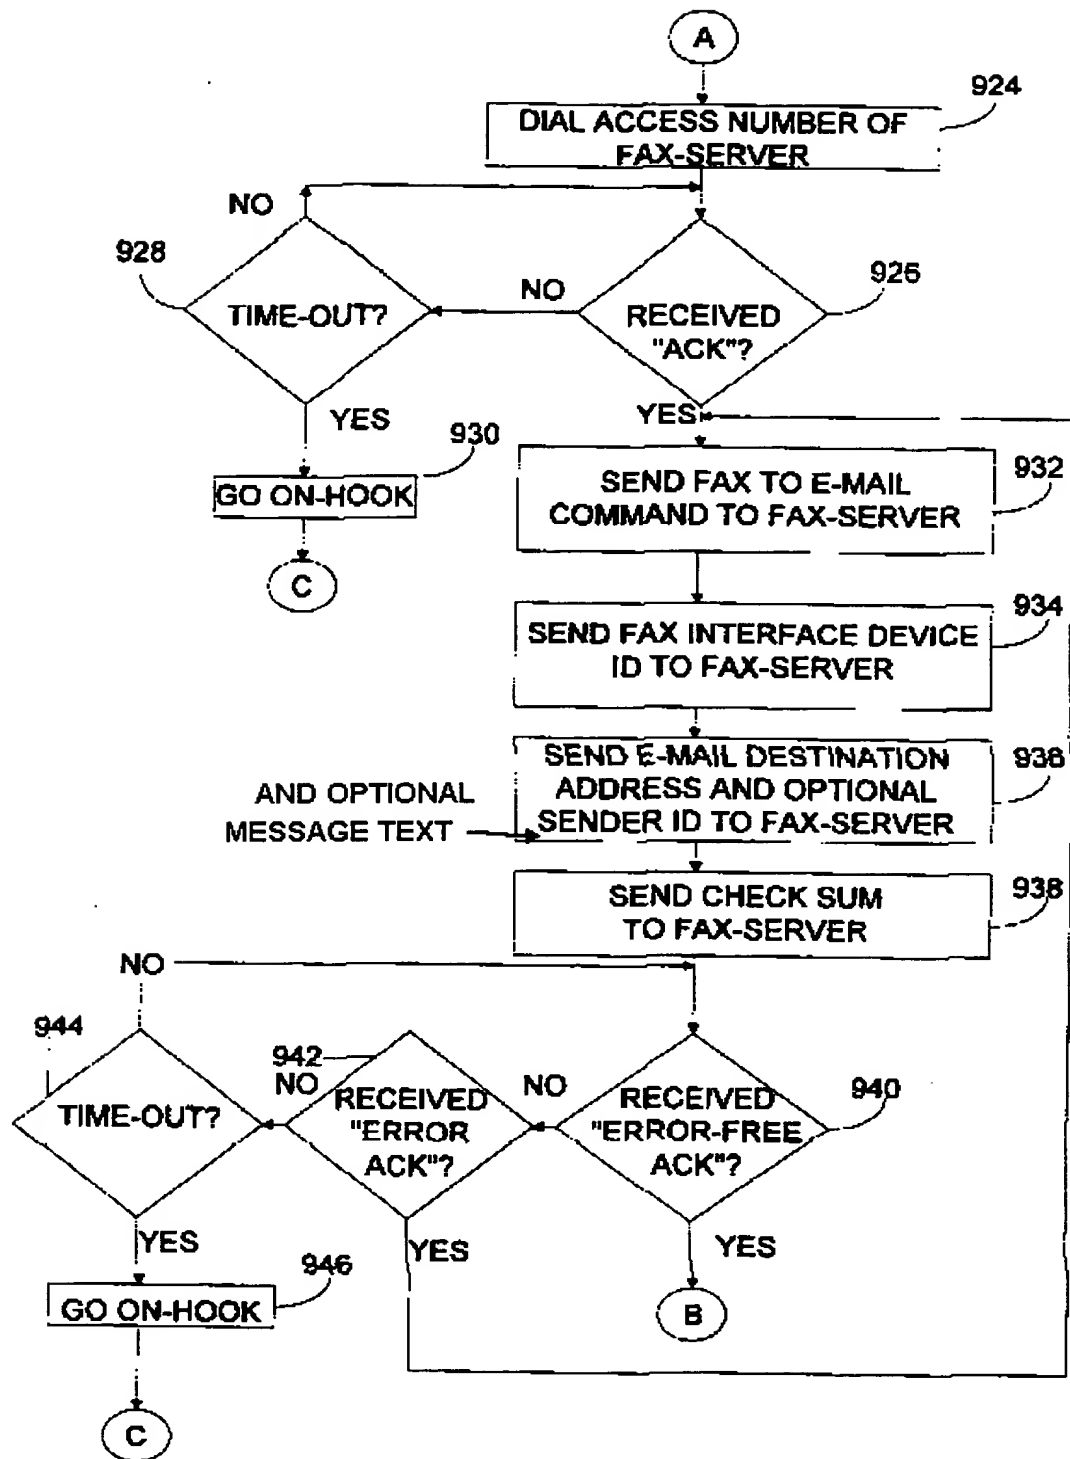 A
924
DIAL ACCESS NUMBER OF
FAX-SERVER
NO
928
926
TIME-OUT?
NO
RECEIVED
"ACK"?
YES
YES
930
GO ON-HOOK
C
932
SEND FAX TO E-MAIL
COMMAND TO FAX-SERVER
934
SEND FAX INTERFACE DEVICE
ID TO FAX-SERVER
936
SEND E-MAIL DESTINATION
ADDRESS AND OPTIONAL
SENDER ID TO FAX-SERVER
AND OPTIONAL
MESSAGE TEXT
938
SEND CHECK SUM
TO FAX-SERVER
NO
944
942
940
TIME-OUT?
NO
RECEIVED
"ERROR
ACK"?
NO
RECEIVED
"ERROR-FREE
ACK"?
YES
YES
YES
946
GO ON-HOOK
B
C